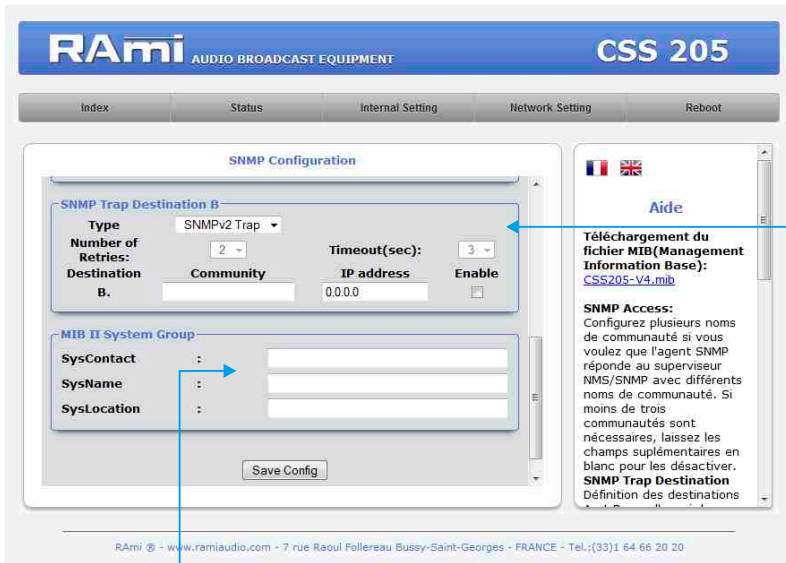 RAmi AUDIO BROADCAST EQUIPMENT
CSS 205
Index Status Internal Setting Network Setting Reboot
SNMP Configuration
SNMP Trap Destination B
Type SNMPv2 Trap
Number of Retries: 2 Timeout(sec): 3
Destination Community IP address Enable
B. 0.0.0.0
MIB II System Group
SysContact :
SysName :
SysLocation :
Save Config
Aide
Téléchargement du
fichier MIB(Management
Information Base):
CSS205-V4.mib
SNMP Access:
Configurez plusieurs noms
de communauté si vous
voulez que l'agent SNMP
réponde au superviseur
NMS/SNMP avec différents
noms de communauté. Si
moins de trois
communautés sont
nécessaires, laissez les
champs suplémentaires en
blanc pour les désactiver.
SNMP Trap Destination
Définition des destinations
RAmi ® - www.ramiaudio.com - 7 rue Raoul Follereau Bussy-Saint-Georges - FRANCE - Tel.:(33)1 64 66 20 20